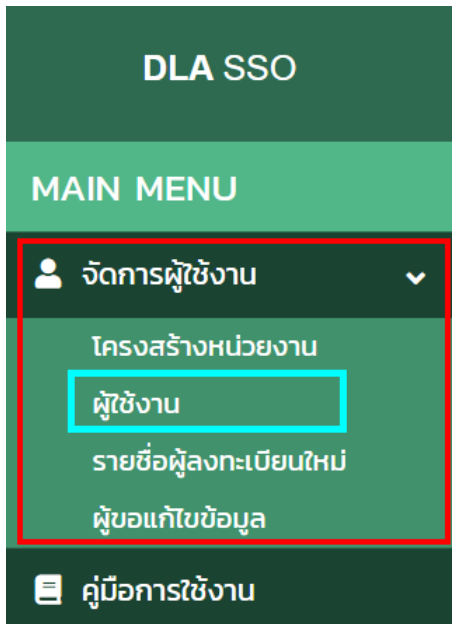 DLA SSO
MAIN MENU
จัดการผู้ใช้งาน
โครงสร้างหน่วยงาน
ผู้ใช้งาน
รายชื่อผู้ลงทะเบียนใหม่
ผู้ขอแก้ไขข้อมูล
คู่มือการใช้งาน